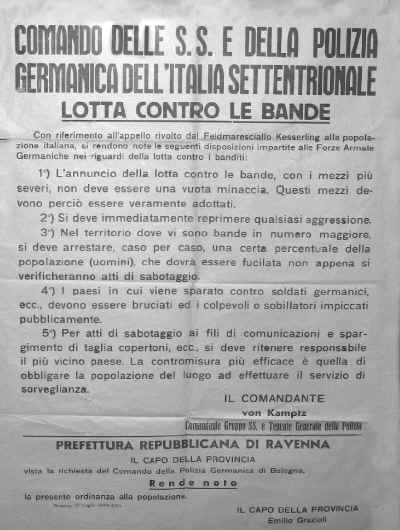 COMANDO DELLE S.S. E DELLA POLIZIA
GERMANICA DELL'ITALIA SETTENTRIONALE
LOTTA CONTRO LE BANDE
Con riferimento all'appello rivolto dal Feldmaresciallo Kesserling alla popola-
zione italiana, si rendono note le seguenti disposizioni impartite alle Forze Armate
Germaniche nei riguardi della lotta contro i banditi:
1°) L'annuncio della lotta contro le bande, con i mezzi più
severi, non deve essere una vuota minaccia. Questi mezzi de-
vono perciò essere veramente adottati.
2°) Si deve immediatamente reprimere qualsiasi aggressione.
3°) Nel territorio dove vi sono bande in numero maggiore,
si deve arrestare, caso per caso, una certa percentuale della
popolazione (uomini), che dovrà essere fucilata non appena si
verificheranno atti di sabotaggio.
4°) I paesi in cui viene sparato contro soldati germanici,
ecc., devono essere bruciati ed i colpevoli o sobillatori impiccati
pubblicamente.
5°) Per atti di sabotaggio ai fili di comunicazioni e spar-
gimento di taglia copertoni, ecc., si deve ritenere responsabile
il più vicino paese. La contromisura più efficace è quella di
obbligare la popolazione del luogo ad effettuare il servizio di
sorveglianza.
IL COMANDANTE
von Kamptz
Comandante Gruppo SS. e Tenente Generale della Polizia
PREFETTURA REPUBBLICANA DI RAVENNA
IL CAPO DELLA PROVINCIA
vista la richiesta del Comando della Polizia Germanica di Bologna,
Rende noto
la presente ordinanza alla popolazione.
IL CAPO DELLA PROVINCIA
Emilio Grazioli